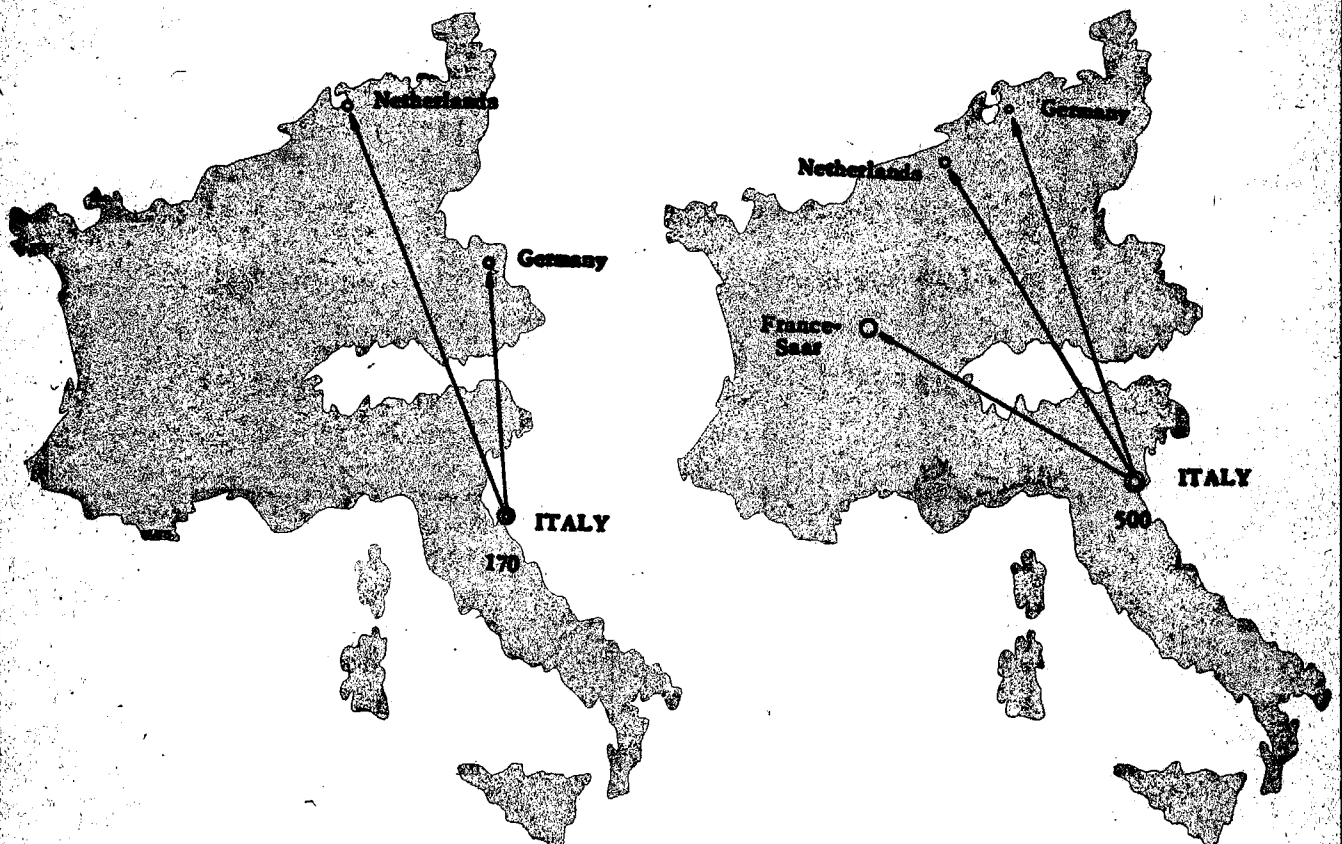 Netherlands
Germany
ITALY
170
Germany
Netherlands
France-
Saar
ITALY
500